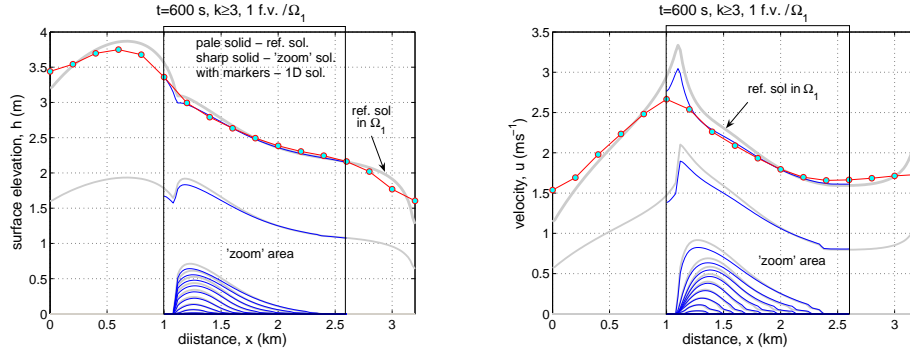 t=600 s, k≥3, 1 f.v. /Ω₁
pale solid – ref. sol.
sharp solid – 'zoom' sol.
with markers – 1D sol.
ref. sol
in Ω₁
'zoom' area
surface elevation, h (m)
4
3.5
3
2.5
2
1.5
1
0.5
0
0 0.5 1 1.5 2 2.5 3
diistance, x (km)
t=600 s, k≥3, 1 f.v. /Ω₁
ref. sol in Ω₁
'zoom' area
velocity, u (ms⁻¹)
3.5
3
2.5
2
1.5
1
0.5
0
0 0.5 1 1.5 2 2.5 3
diistance, x (km)